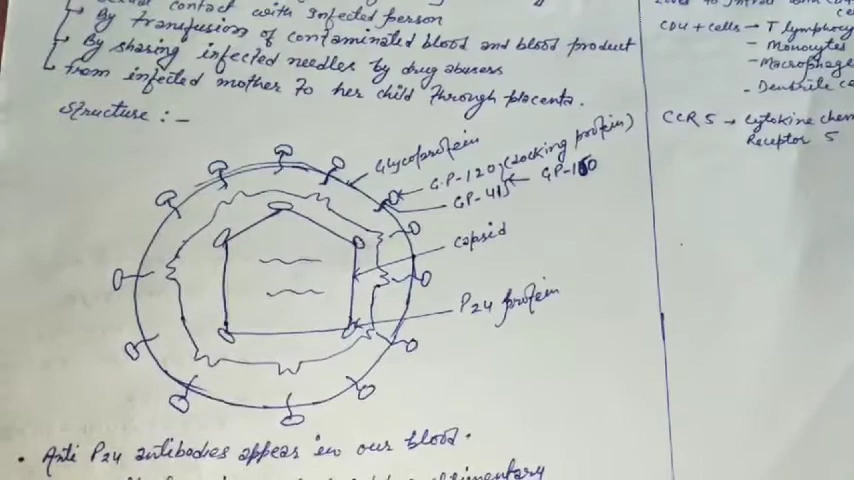 Sexual contact with infected person
By transfusion of contaminated blood and blood product
By sharing infected needles by drug abusers
from infected mother to her child through placenta.
Structure : -
Glycoprotein
G.P-120 (docking protein)
GP-41
GP-160
capsid
P24 protein
• Anti P24 antibodies appear in our blood.
CD4 + cells → T lymphocy
- Monocytes
- Macrophage
- Dendrite ce
CCR 5 → Cytokine chem
Receptor 5